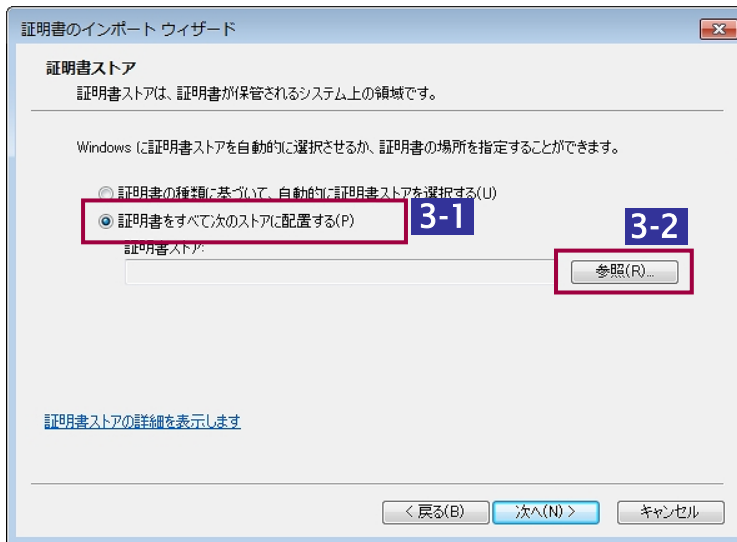 証明書のインポート ウィザード
証明書ストア
証明書ストアは、証明書が保管されるシステム上の領域です。
Windows に証明書ストアを自動的に選択させるか、証明書の場所を指定することができます。
証明書の種類に基づいて、自動的に証明書ストアを選択する(U)
証明書をすべて次のストアに配置する(P)
3-1
3-2
証明書ストア:
参照(R)...
証明書ストアの詳細を表示します
< 戻る(B)
次へ(N) >
キャンセル